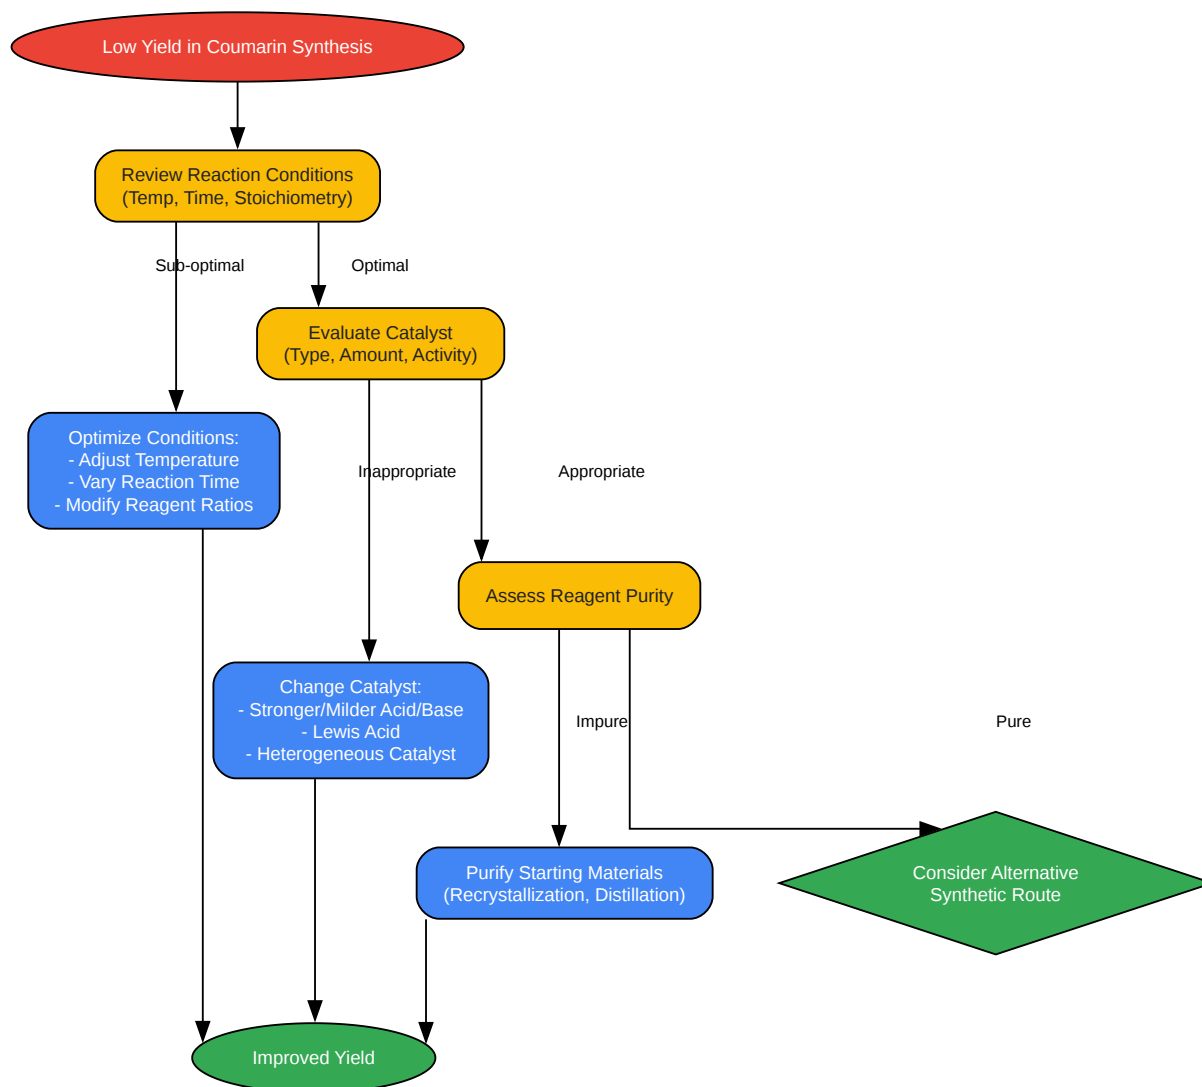 Low Yield in Coumarin Synthesis
Review Reaction Conditions
(Temp, Time, Stoichiometry)
Sub-optimal
Optimal
Evaluate Catalyst
(Type, Amount, Activity)
Optimize Conditions:
- Adjust Temperature
- Vary Reaction Time
- Modify Reagent Ratios
Inappropriate
Appropriate
Assess Reagent Purity
Change Catalyst:
- Stronger/Milder Acid/Base
- Lewis Acid
- Heterogeneous Catalyst
Impure
Pure
Purify Starting Materials
(Recrystallization, Distillation)
Consider Alternative
Synthetic Route
Improved Yield